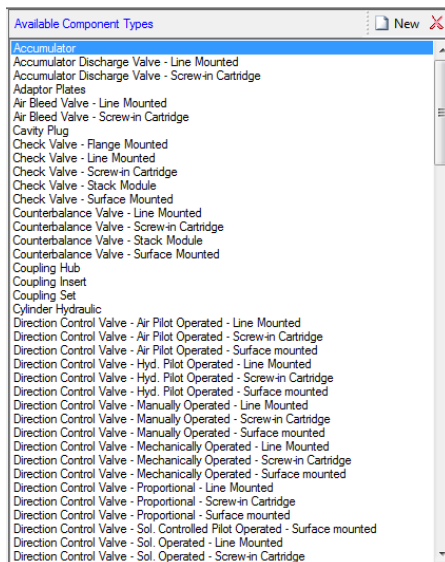 Available Component Types
New
Accumulator
Accumulator Discharge Valve - Line Mounted
Accumulator Discharge Valve - Screw-in Cartridge
Adaptor Plates
Air Bleed Valve - Line Mounted
Air Bleed Valve - Screw-in Cartridge
Cavity Plug
Check Valve - Flange Mounted
Check Valve - Line Mounted
Check Valve - Screw-in Cartridge
Check Valve - Stack Module
Check Valve - Surface Mounted
Counterbalance Valve - Line Mounted
Counterbalance Valve - Screw-in Cartridge
Counterbalance Valve - Stack Module
Counterbalance Valve - Surface Mounted
Coupling Hub
Coupling Insert
Coupling Set
Cylinder Hydraulic
Direction Control Valve - Air Pilot Operated - Line Mounted
Direction Control Valve - Air Pilot Operated - Screw-in Cartridge
Direction Control Valve - Air Pilot Operated - Surface mounted
Direction Control Valve - Hyd. Pilot Operated - Line Mounted
Direction Control Valve - Hyd. Pilot Operated - Screw-in Cartridge
Direction Control Valve - Hyd. Pilot Operated - Surface mounted
Direction Control Valve - Manually Operated - Line Mounted
Direction Control Valve - Manually Operated - Screw-in Cartridge
Direction Control Valve - Manually Operated - Surface mounted
Direction Control Valve - Mechanically Operated - Line Mounted
Direction Control Valve - Mechanically Operated - Screw-in Cartridge
Direction Control Valve - Mechanically Operated - Surface mounted
Direction Control Valve - Proportional - Line Mounted
Direction Control Valve - Proportional - Screw-in Cartridge
Direction Control Valve - Proportional - Surface mounted
Direction Control Valve - Sol. Controlled Pilot Operated - Surface mounted
Direction Control Valve - Sol. Operated - Line Mounted
Direction Control Valve - Sol. Operated - Screw-in Cartridge